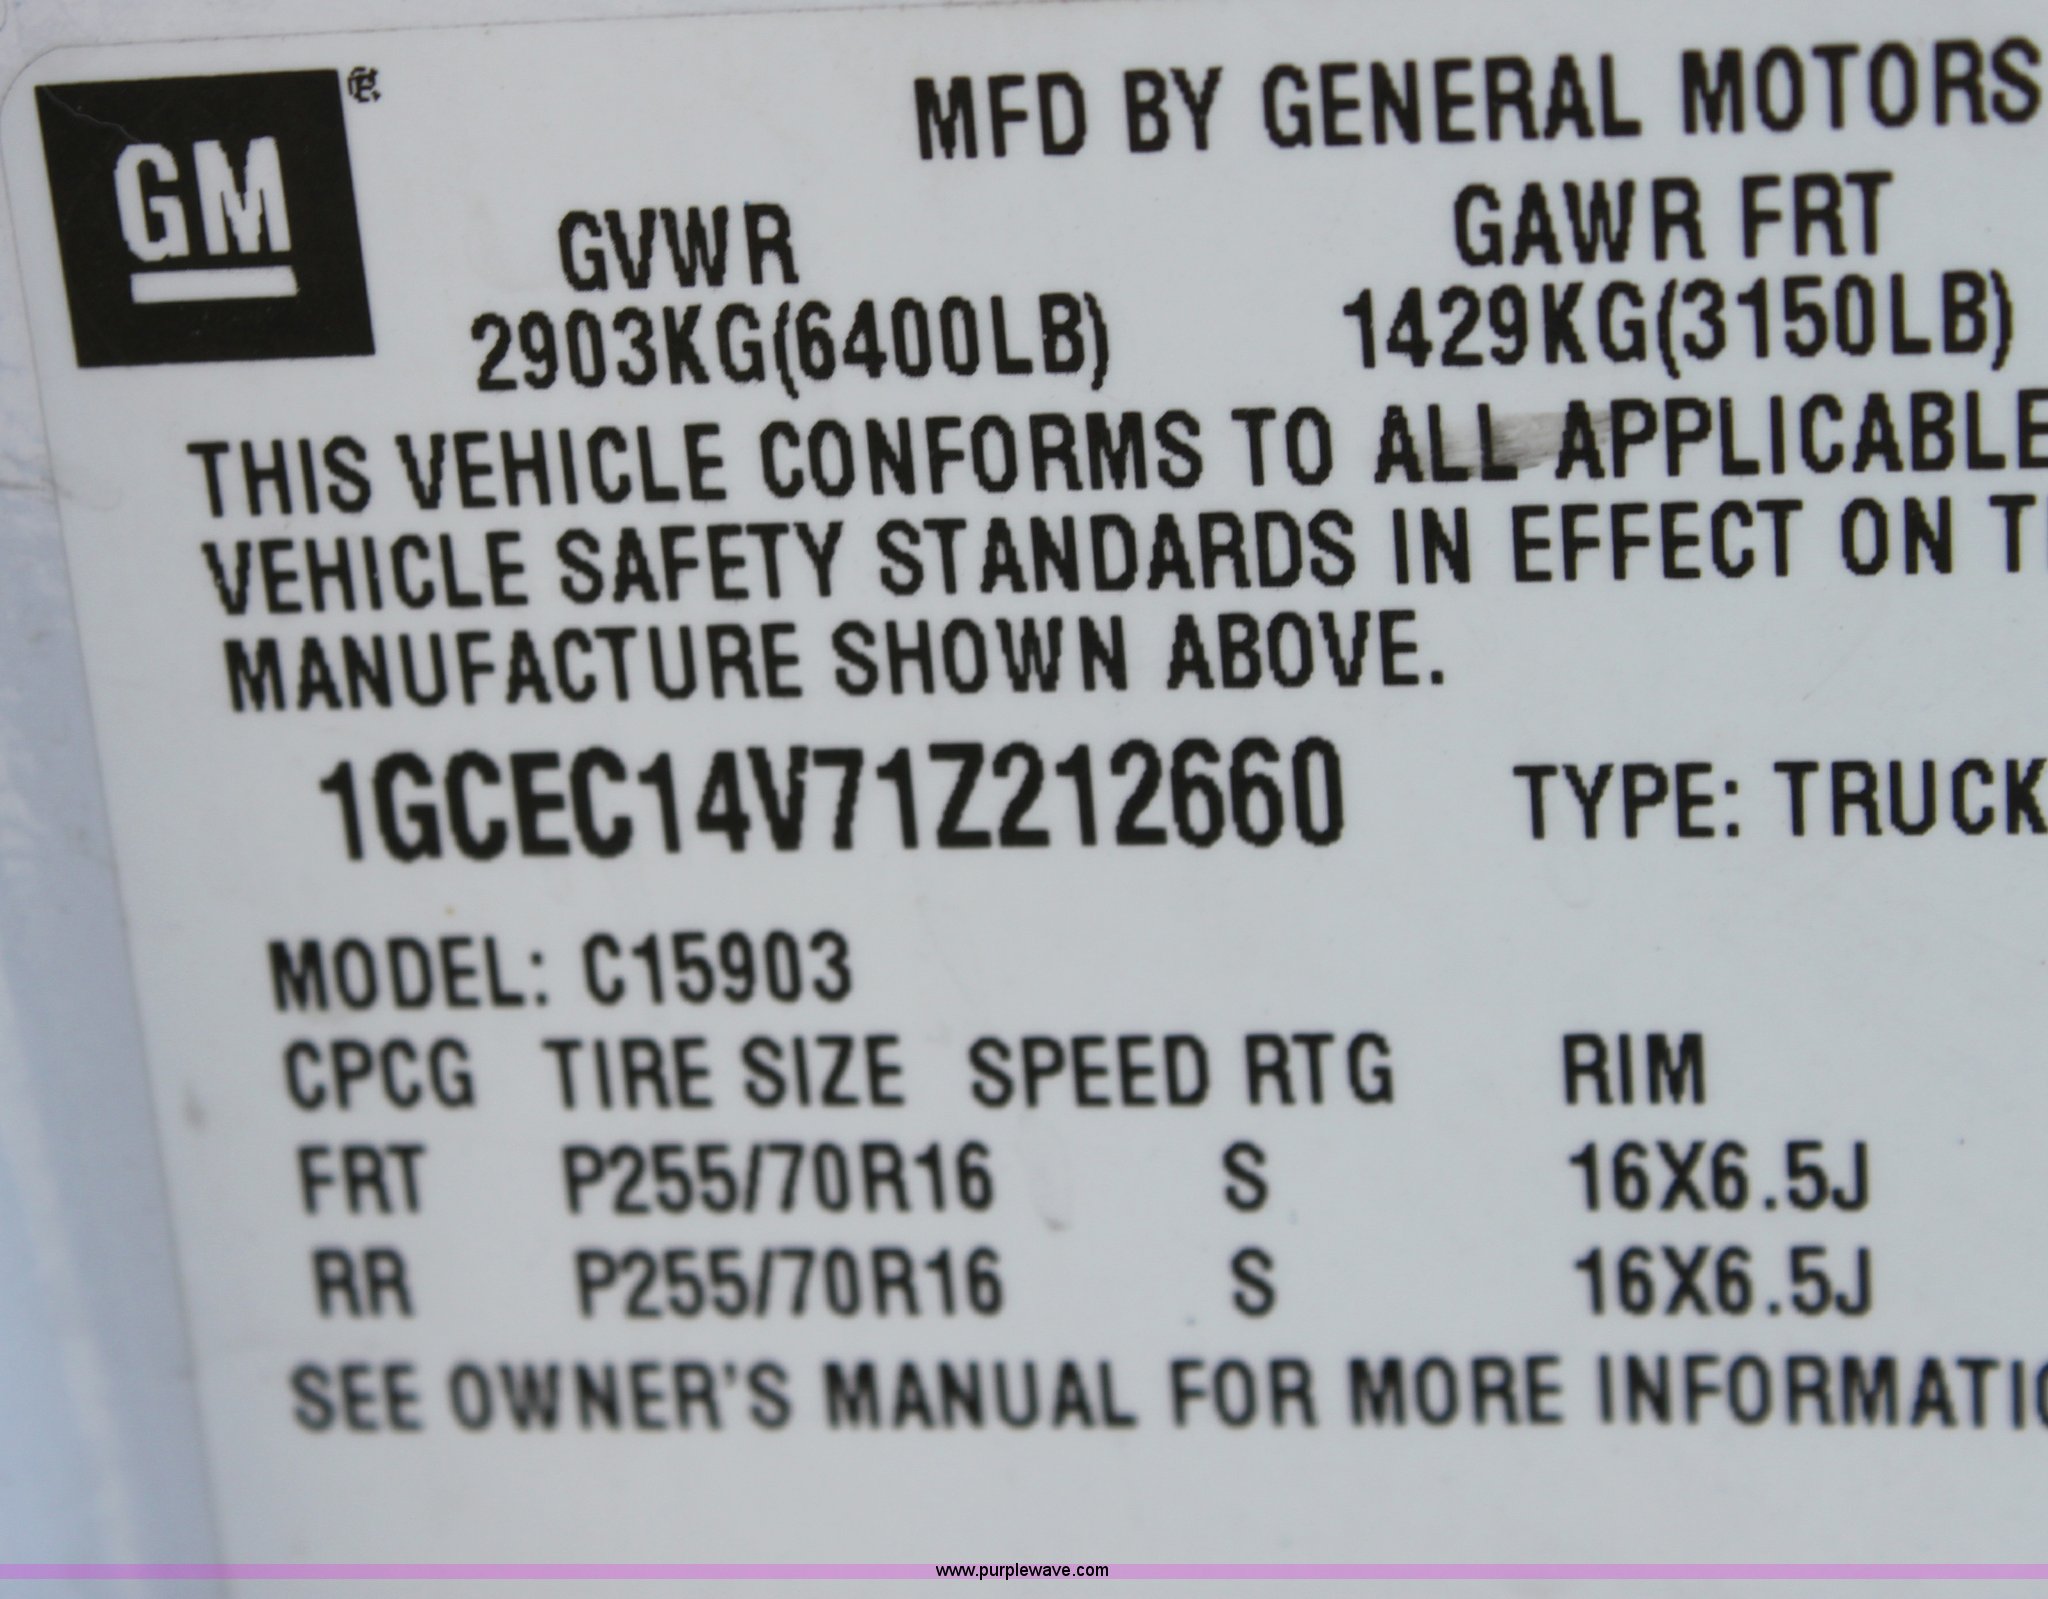 GM ®
MFD BY GENERAL MOTORS
GVWR GAWR FRT
2903KG(6400LB) 1429KG(3150LB)
THIS VEHICLE CONFORMS TO ALL APPLICABLE
VEHICLE SAFETY STANDARDS IN EFFECT ON
MANUFACTURE SHOWN ABOVE.
1GCEC14V71Z212660 TYPE: TRUCK
MODEL: C15903
CPCG TIRE SIZE SPEED RTG RIM
FRT P255/70R16 S 16X6.5J
RR P255/70R16 S 16X6.5J
SEE OWNER'S MANUAL FOR MORE
www.purplewave.com